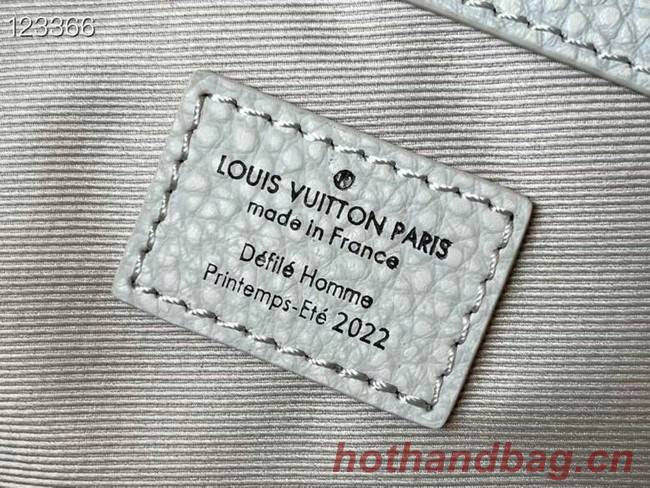 123366
LOUIS VUITTON PARIS
made in France
Défilé Homme
Printemps-Eté 2022
hothandbag.cn